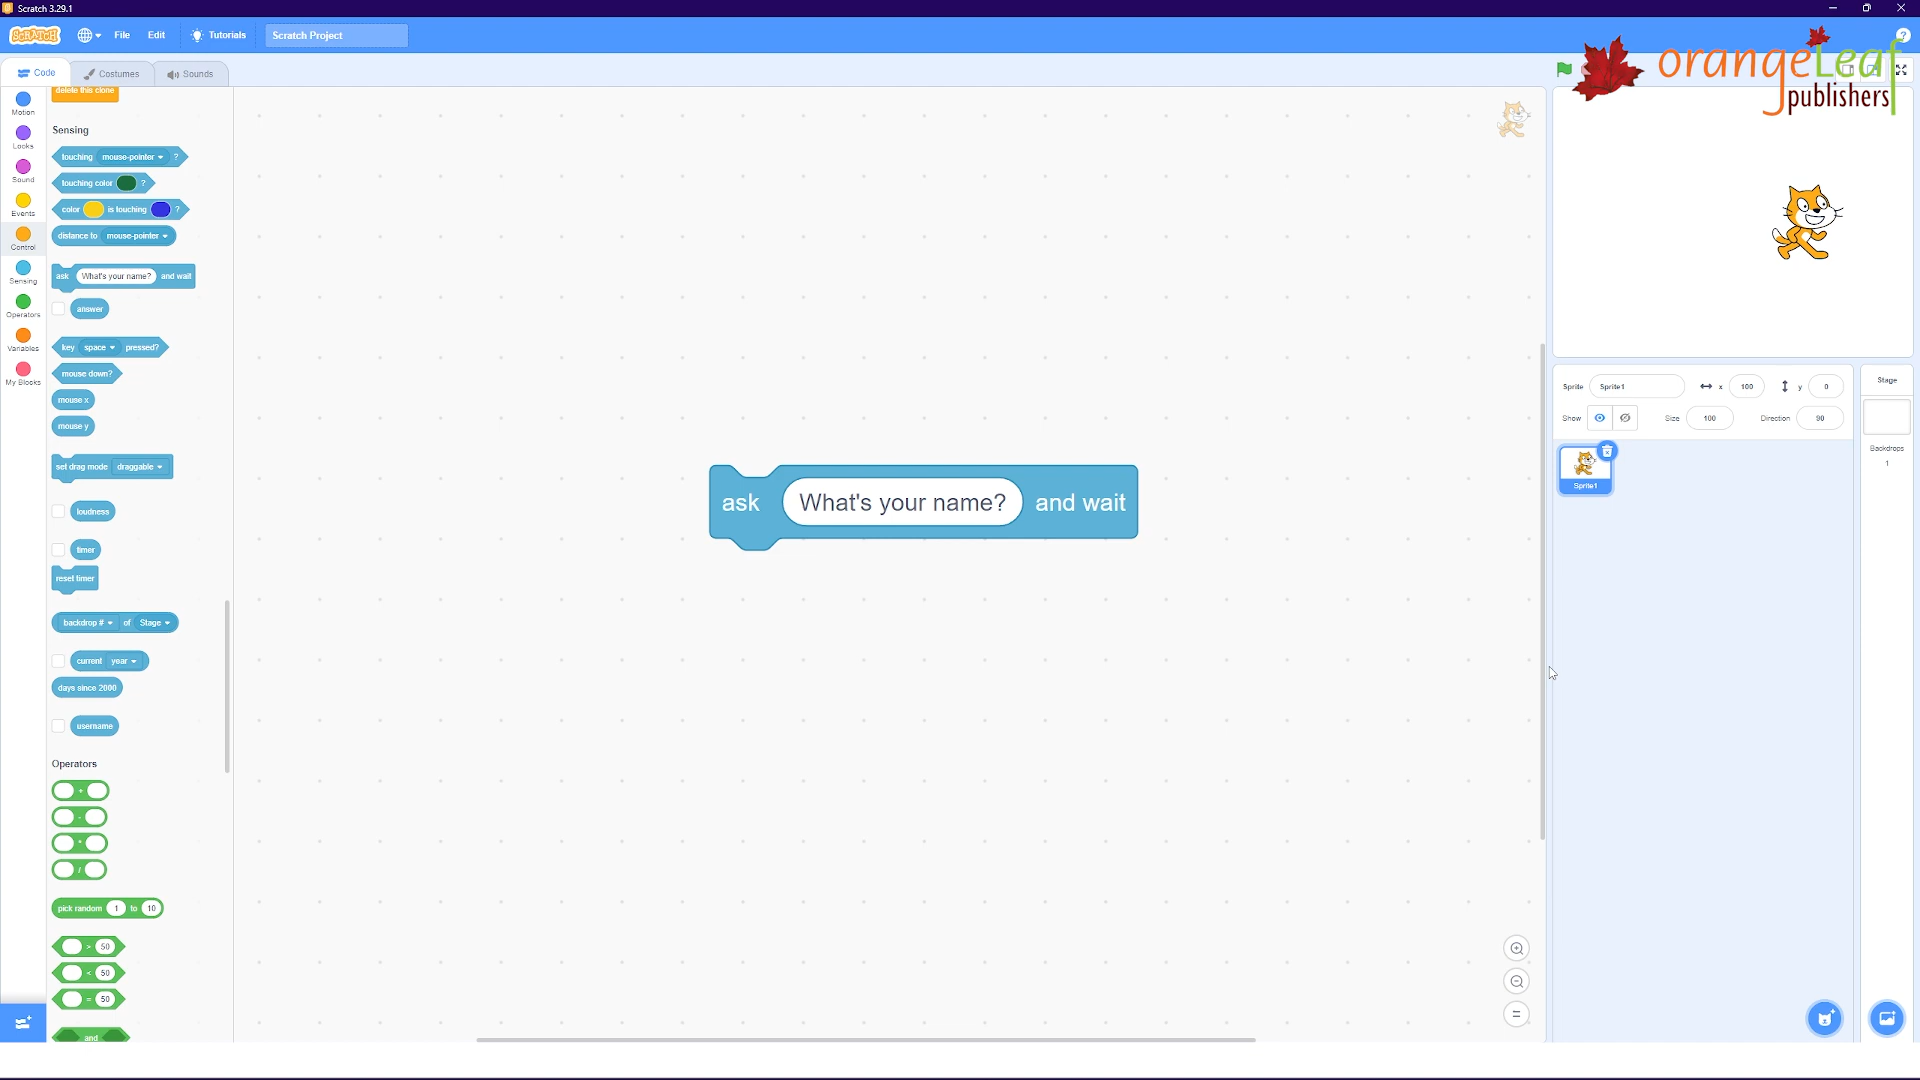 Scratch 3.29.1
SCRATCH File Edit Tutorials Scratch Project
orangeLeaf
publishers
Code Costumes Sounds
Motion
Looks
Sound
Events
Control
Sensing
Operators
Variables
My Blocks
delete this clone
Sensing
touching mouse-pointer ?
touching color ?
color is touching ?
distance to mouse-pointer
ask What's your name? and wait
answer
key space pressed?
mouse down?
mouse x
mouse y
set drag mode draggable
loudness
timer
reset timer
backdrop # of Stage
current year
days since 2000
username
Operators
+
-
*
/
pick random 1 to 10
> 50
< 50
= 50
and
ask What's your name? and wait
Sprite Sprite1 x 100 y 0
Show Size 100 Direction 90
Sprite1
Stage
Backdrops
1